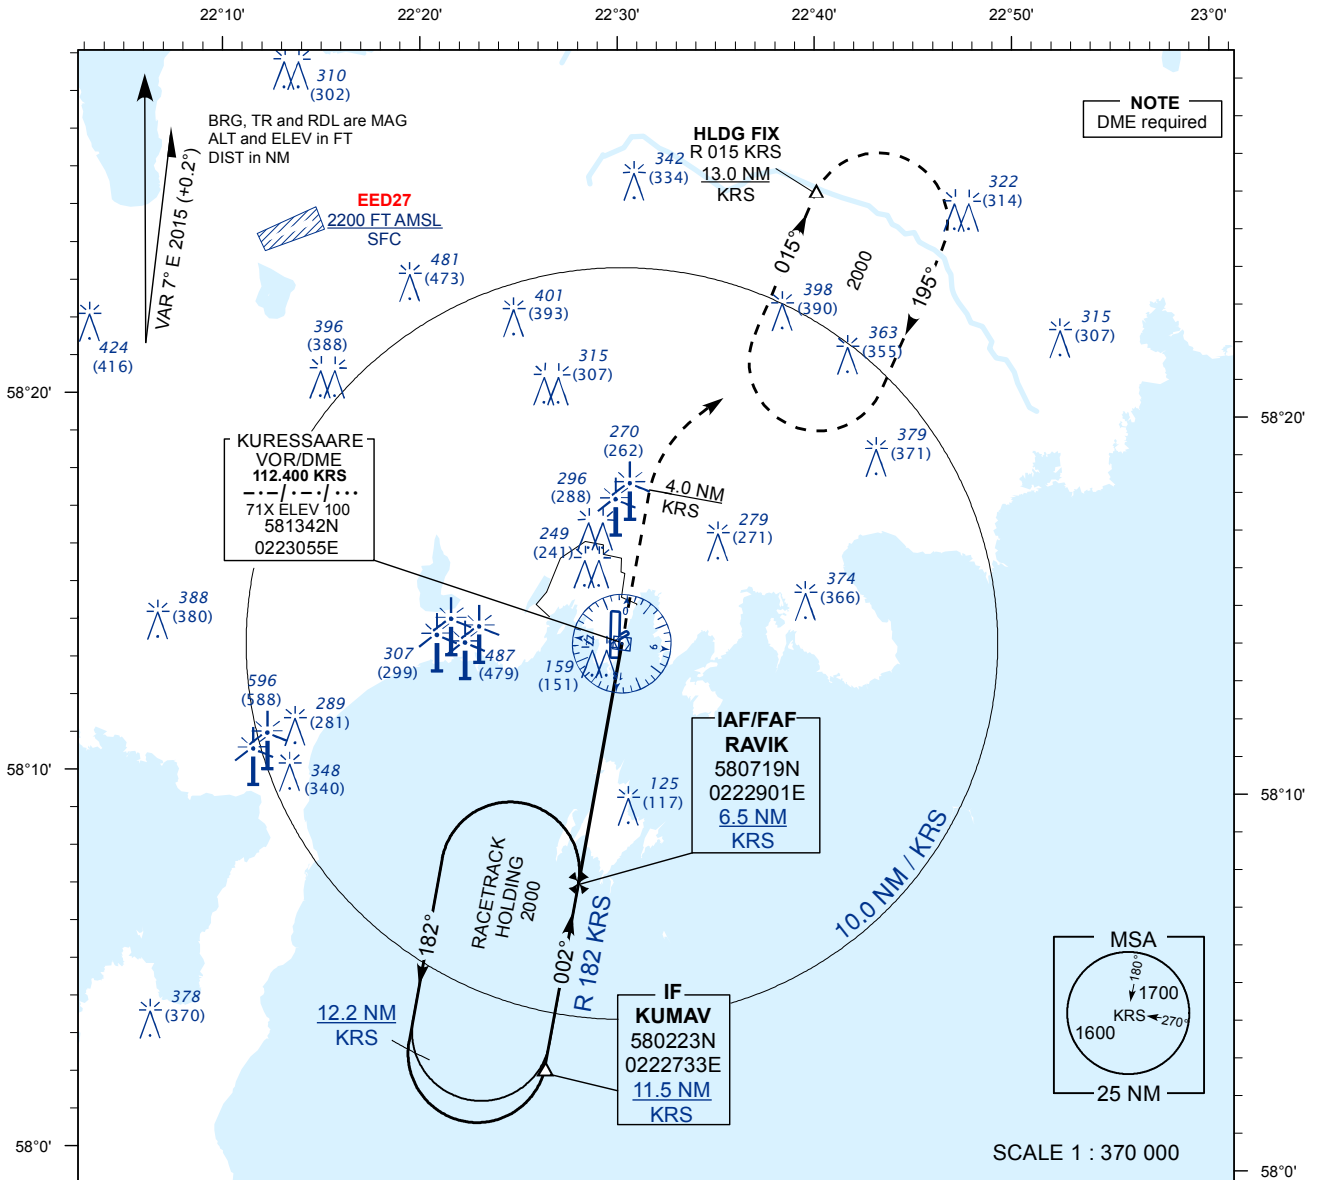 22°10'
22°20'
22°30'
22°40'
22°50'
23°0'
310
(302)
BRG, TR and RDL are MAG
ALT and ELEV in FT
DIST in NM
VAR 7° E 2015 (+0.2°)
NOTE
DME required
HLDG FIX
R 015 KRS
13.0 NM
KRS
342
(334)
322
(314)
EED27
2200 FT AMSL
SFC
015°
2000
195°
481
(473)
401
(393)
398
(390)
363
(355)
315
(307)
424
(416)
396
(388)
315
(307)
58°20'
58°20'
KURESSAARE
VOR/DME
112.400 KRS
71X ELEV 100
581342N
0223055E
270
(262)
379
(371)
296
(288)
4.0 NM
KRS
249
(241)
279
(271)
374
(366)
388
(380)
307
(299)
487
(479)
159
(151)
596
(588)
289
(281)
348
(340)
IAF/FAF
RAVIK
580719N
0222901E
6.5 NM
KRS
125
(117)
58°10'
58°10'
RACETRACK
HOLDING
2000
10.0 NM / KRS
182°
002°
R 182 KRS
378
(370)
12.2 NM
KRS
IF
KUMAV
580223N
0222733E
11.5 NM
KRS
MSA
180°
1700
KRS
270°
1600
25 NM
58°0'
58°0'
SCALE 1 : 370 000